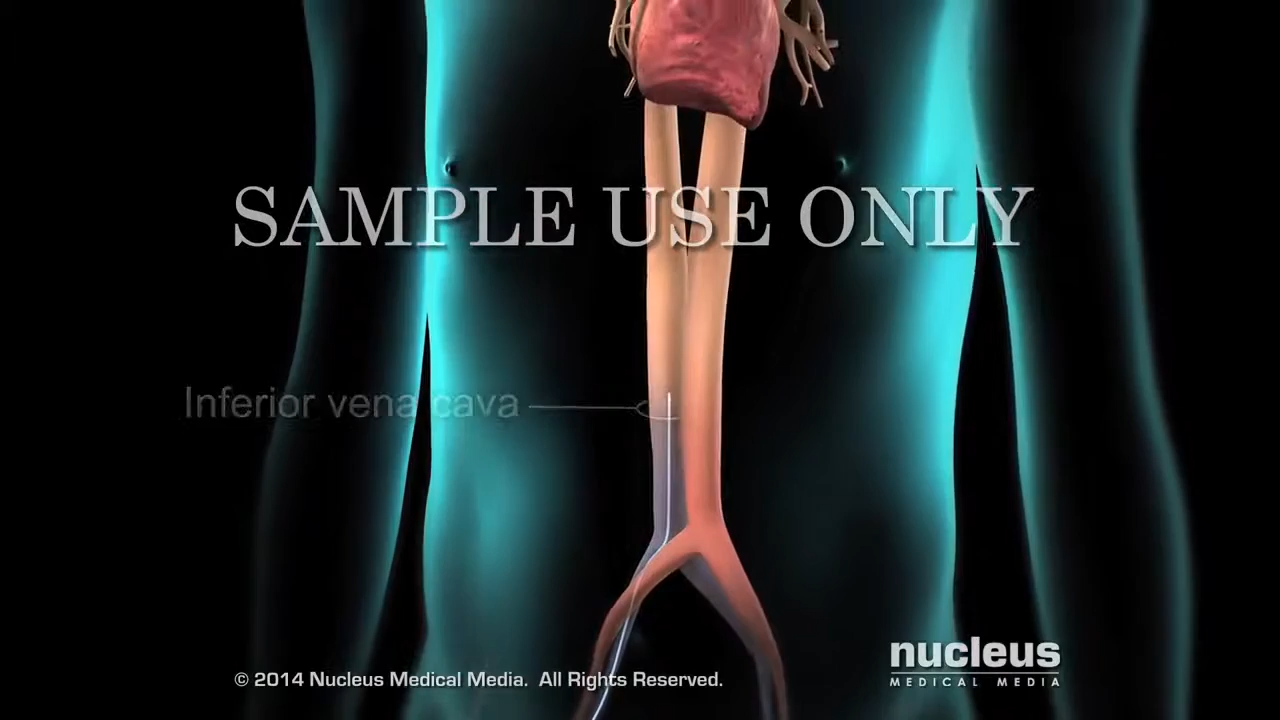 SAMPLE USE ONLY
Inferior vena cava
© 2014 Nucleus Medical Media. All Rights Reserved.
nucleus
MEDICAL MEDIA